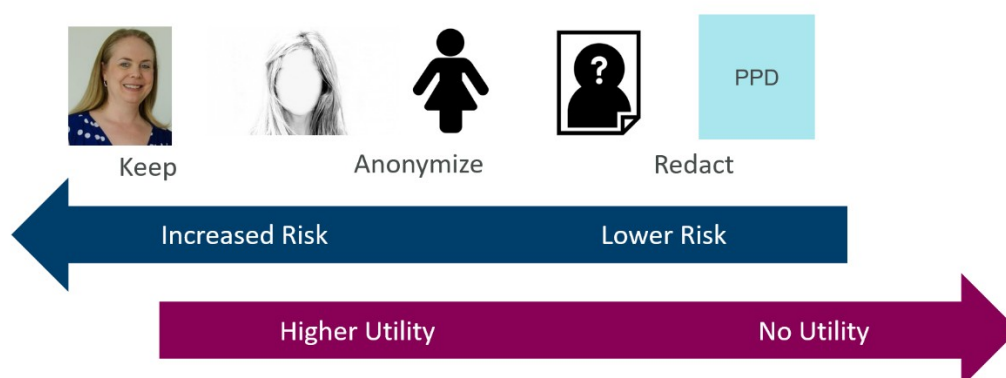 ?
PPD
Keep
Anonymize
Redact
Increased Risk
Lower Risk
Higher Utility
No Utility